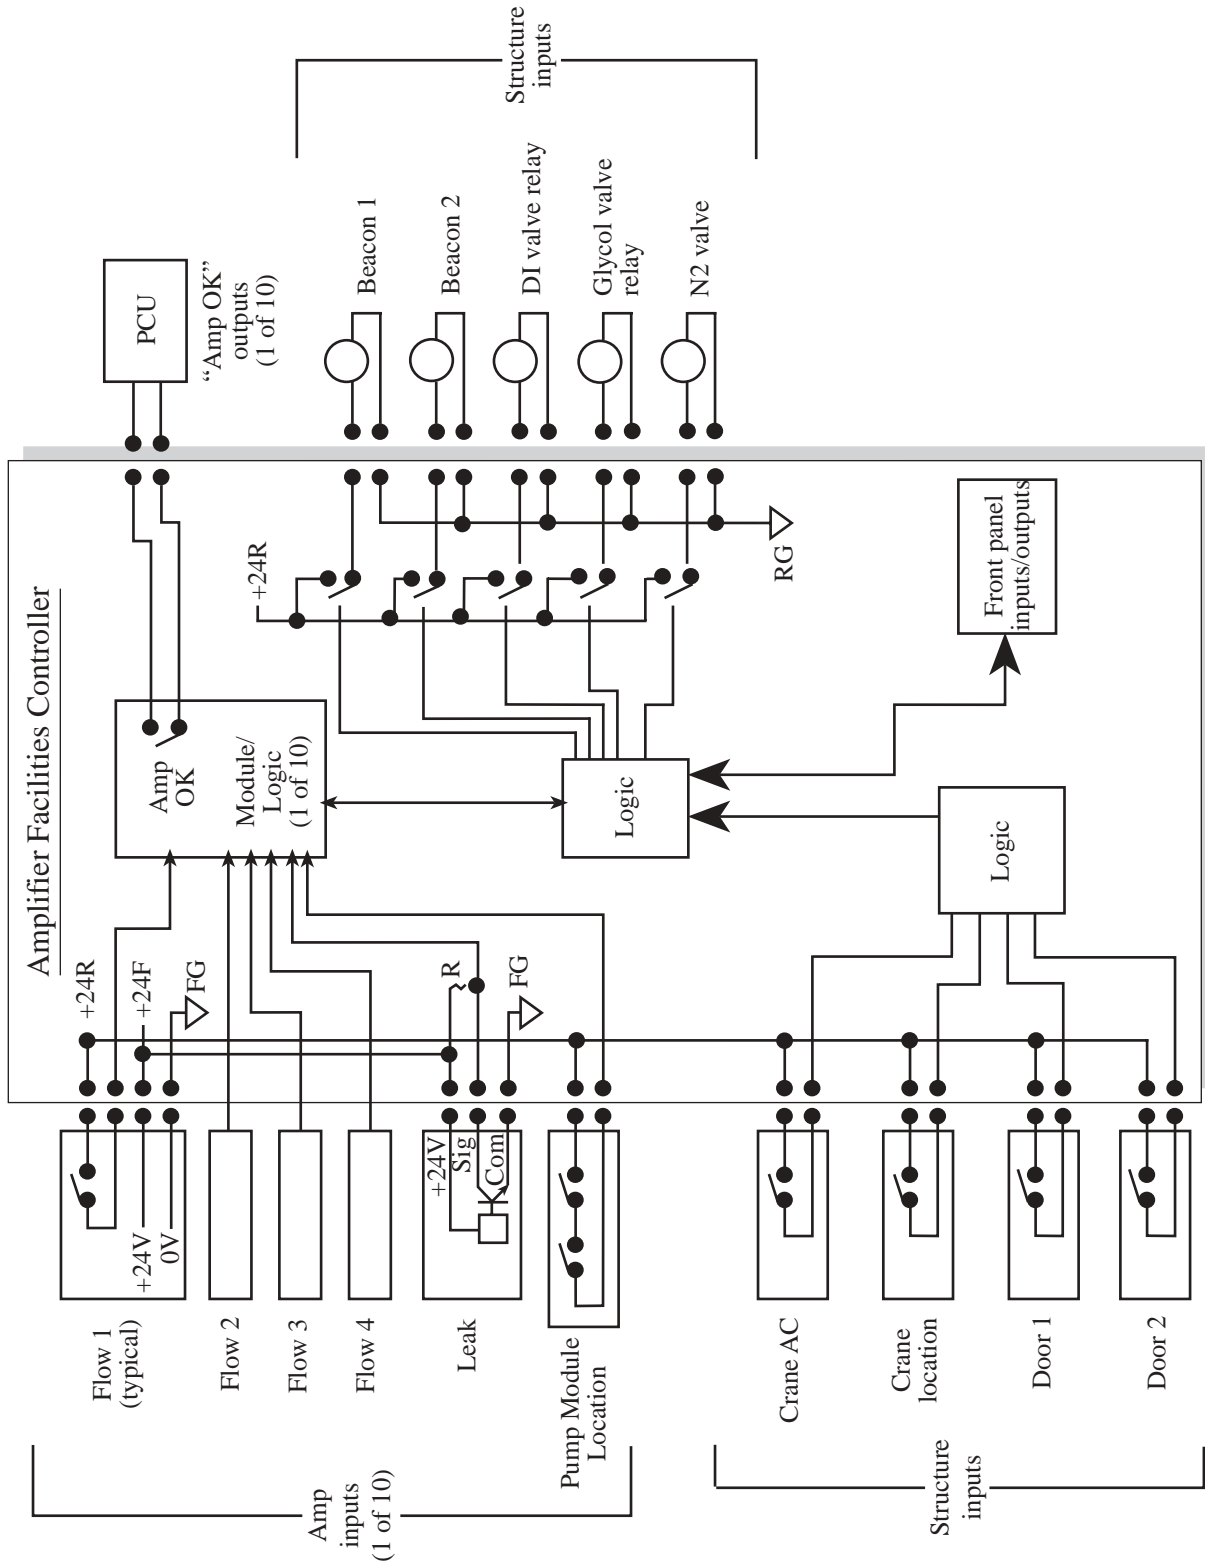 Amplifier Facilities Controller
Amp
inputs
(1 of 10)
Flow 1
(typical)
+24V
0V
Flow 2
Flow 3
Flow 4
Leak
+24V
Sig
Com
Pump Module
Location
Structure
inputs
Crane AC
Crane
location
Door 1
Door 2
+24R
+24F
FG
R
FG
Amp
OK
Module/
Logic
(1 of 10)
Logic
Logic
+24R
RG
Front panel
inputs/outputs
PCU
“Amp OK”
outputs
(1 of 10)
Beacon 1
Beacon 2
DI valve relay
Glycol valve
relay
N2 valve
Structure
inputs